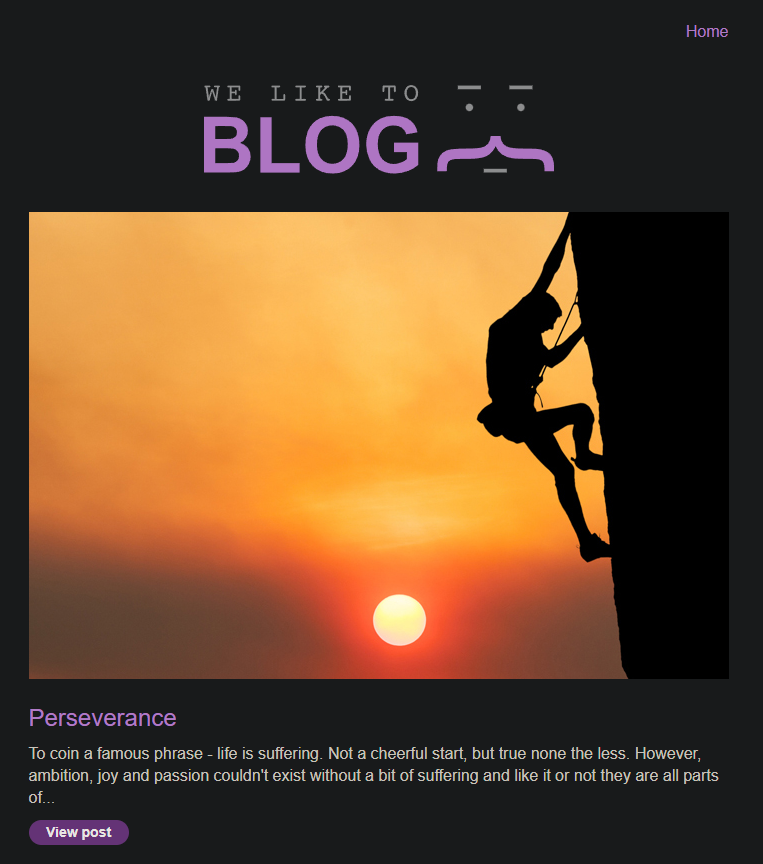 Home
WE LIKE TO
BLOG
Perseverance
To coin a famous phrase - life is suffering. Not a cheerful start, but true none the less. However,
ambition, joy and passion couldn't exist without a bit of suffering and like it or not they are all parts
of...
View post